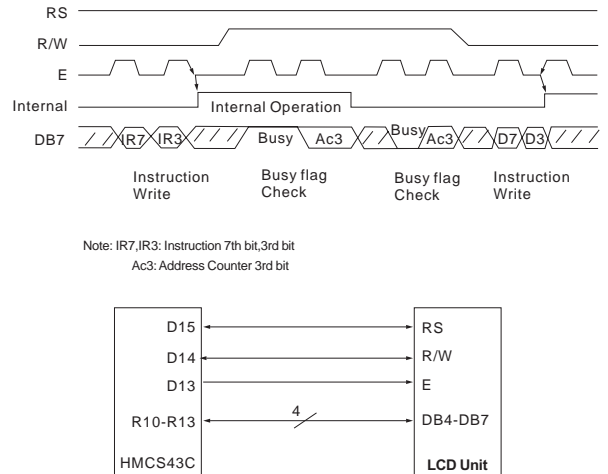 RS
R/W
E
Internal Internal Operation
DB7 IR7 IR3 Busy Ac3 Busy Ac3 D7 D3
Instruction Write
Busy flag Check
Busy flag Check
Instruction Write
Note: IR7,IR3: Instruction 7th bit,3rd bit
Ac3: Address Counter 3rd bit
D15 RS
D14 R/W
D13 E
R10-R13 4 DB4-DB7
HMCS43C LCD Unit